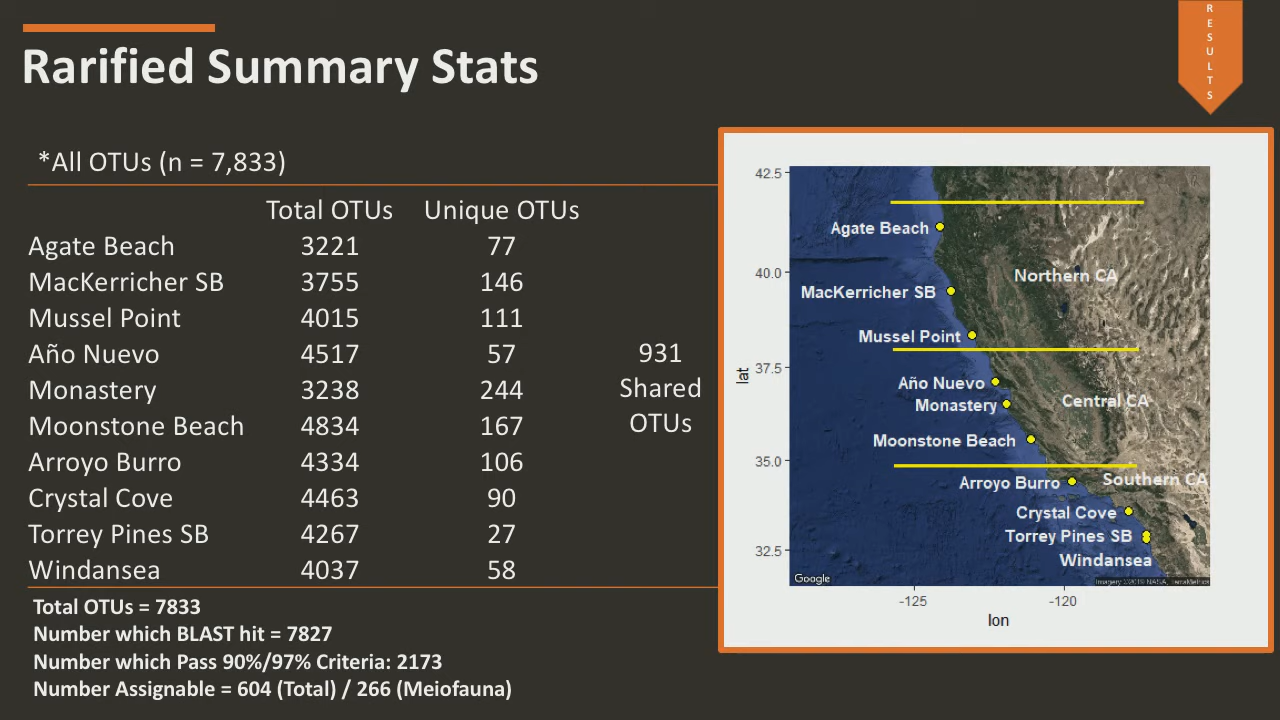 RESULTS
Rarified Summary Stats
*All OTUs (n = 7,833)
Total OTUs Unique OTUs
Agate Beach 3221 77
MacKerricher SB 3755 146
Mussel Point 4015 111
Año Nuevo 4517 57
Monastery 3238 244
Moonstone Beach 4834 167
Arroyo Burro 4334 106
Crystal Cove 4463 90
Torrey Pines SB 4267 27
Windansea 4037 58
931
Shared
OTUs
Total OTUs = 7833
Number which BLAST hit = 7827
Number which Pass 90%/97% Criteria: 2173
Number Assignable = 604 (Total) / 266 (Meiofauna)
42.5
40.0
37.5
35.0
32.5
lat
Agate Beach
Northern CA
MacKerricher SB
Mussel Point
Año Nuevo
Central CA
Monastery
Moonstone Beach
Southern CA
Arroyo Burro
Crystal Cove
Torrey Pines SB
Windansea
Google
-125 -120
lon